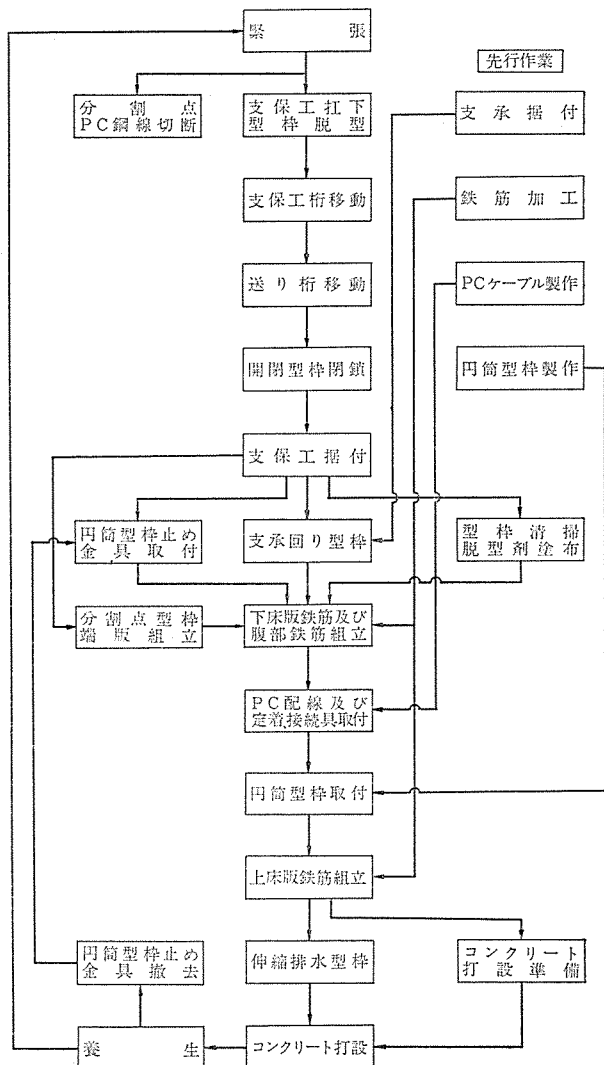 緊張
先行作業
分割点
PC鋼線切断
支保工扛下
型枠脱型
支承据付
支保工桁移動
鉄筋加工
送り桁移動
PCケーブル製作
開閉型枠閉鎖
円筒型枠製作
支保工据付
円筒型枠止め
金具取付
支承回り型枠
型枠清掃
脱型剤塗布
分割点型枠
端版組立
下床版鉄筋及び
腹部鉄筋組立
PC配線及び
定着、接続具取付
円筒型枠取付
上床版鉄筋組立
円筒型枠止め
金具撤去
伸縮排水型枠
コンクリート
打設準備
養生
コンクリート打設